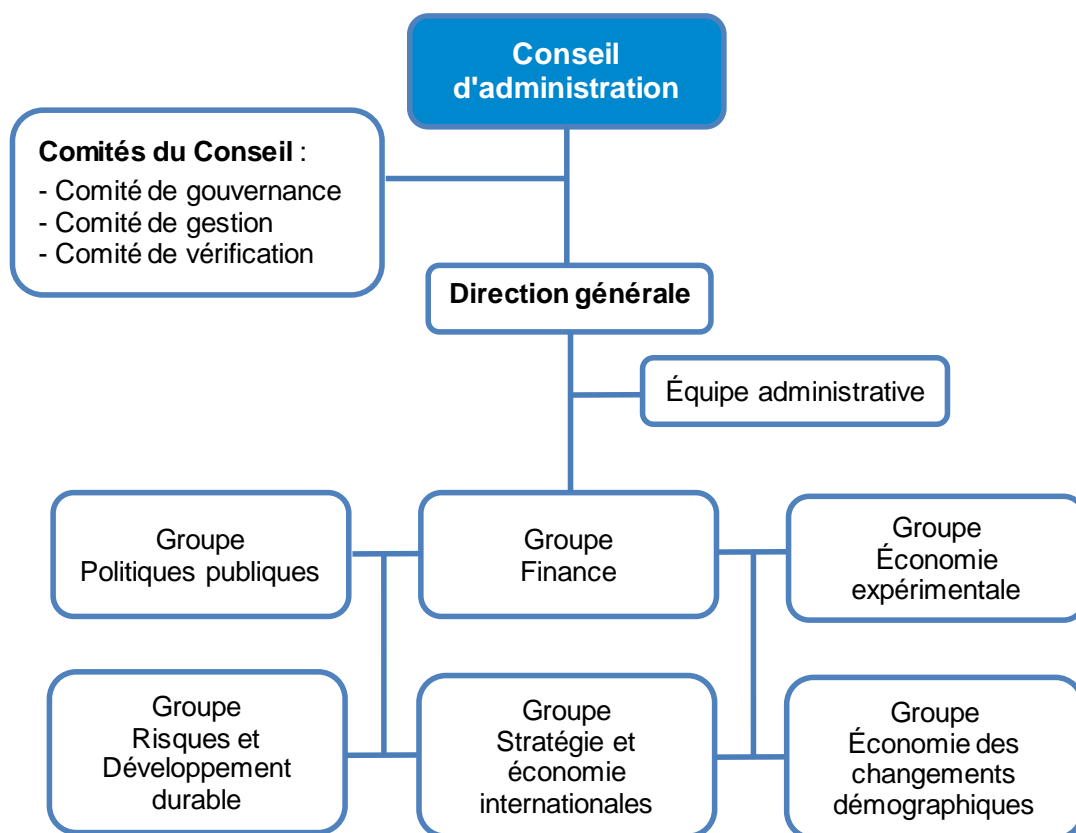 Conseil
d'administration
Comités du Conseil :
- Comité de gouvernance
- Comité de gestion
- Comité de vérification
Direction générale
Équipe administrative
Groupe
Politiques publiques
Groupe
Finance
Groupe
Économie
expérimentale
Groupe
Risques et
Développement
durable
Groupe
Stratégie et
économie
internationales
Groupe
Économie des
changements
démographiques